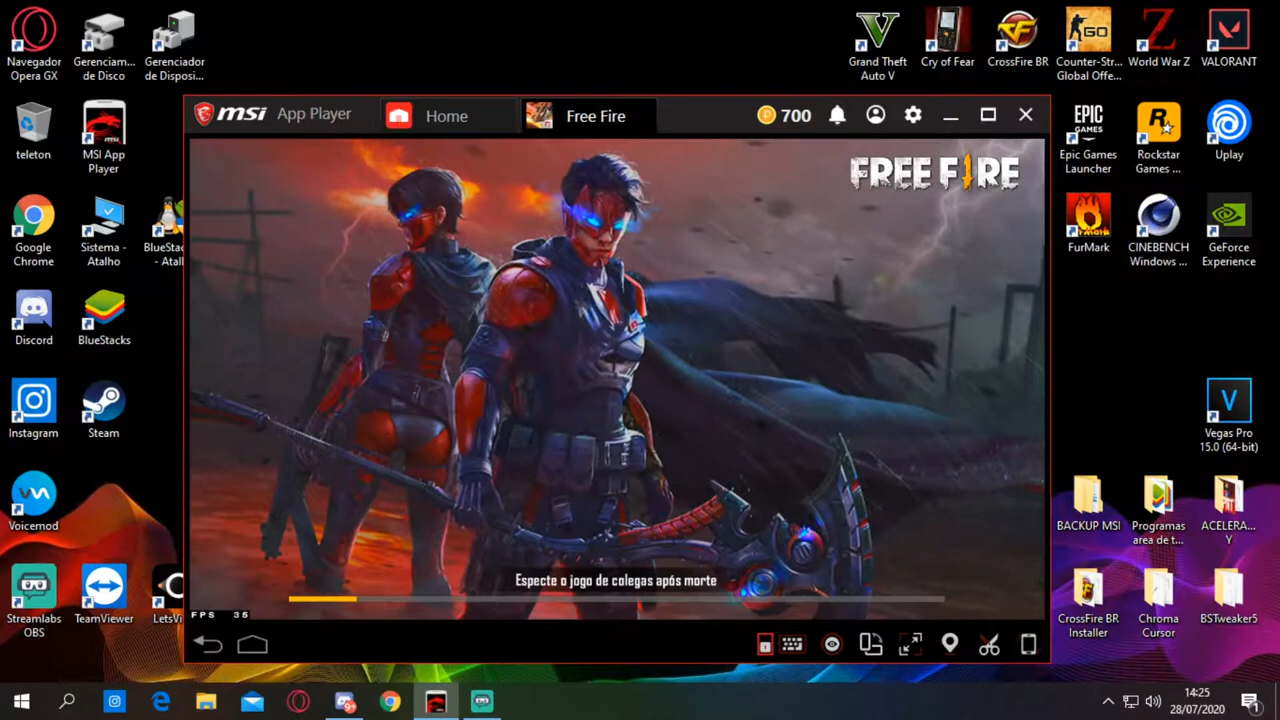 Navegador
Opera GX
Gerenciam...
de Disco
Gerenciador
de Disposi...
Grand Theft
Auto V
Cry of Fear
CrossFire BR
Counter-Str...
Global Offe...
World War Z
VALORANT
teleton
MSI App
Player
Epic Games
Launcher
Rockstar
Games ...
Uplay
Google
Chrome
Sistema -
Atalho
BlueStac
- Atall
FurMark
CINEBENCH
Windows ...
GeForce
Experience
Discord
BlueStacks
Instagram
Steam
Vegas Pro
15.0 (64-bit)
Voicemod
BACKUP MSI
Programas
area de t...
ACELERA...
Y
Streamlabs
OBS
TeamViewer
LetsVi
CrossFire BR
Installer
Chroma
Cursor
BSTweaker5
msi App Player
Home
Free Fire
700
FREE FIRE
Especte o jogo de colegas após morte
FPS 35
14:25
28/07/2020